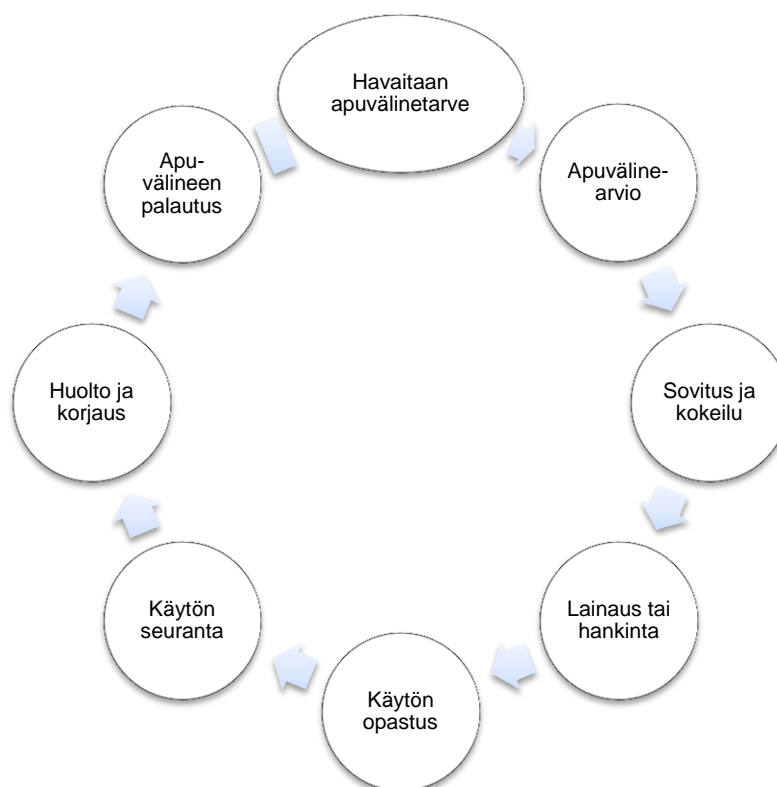 Havaitaan
apuvälinetarve
Apuväline-
arvio
Sovitus ja
kokeilu
Lainaus tai
hankinta
Käytön
opastus
Käytön
seuranta
Huolto ja
korjaus
Apu-
välineen
palautus